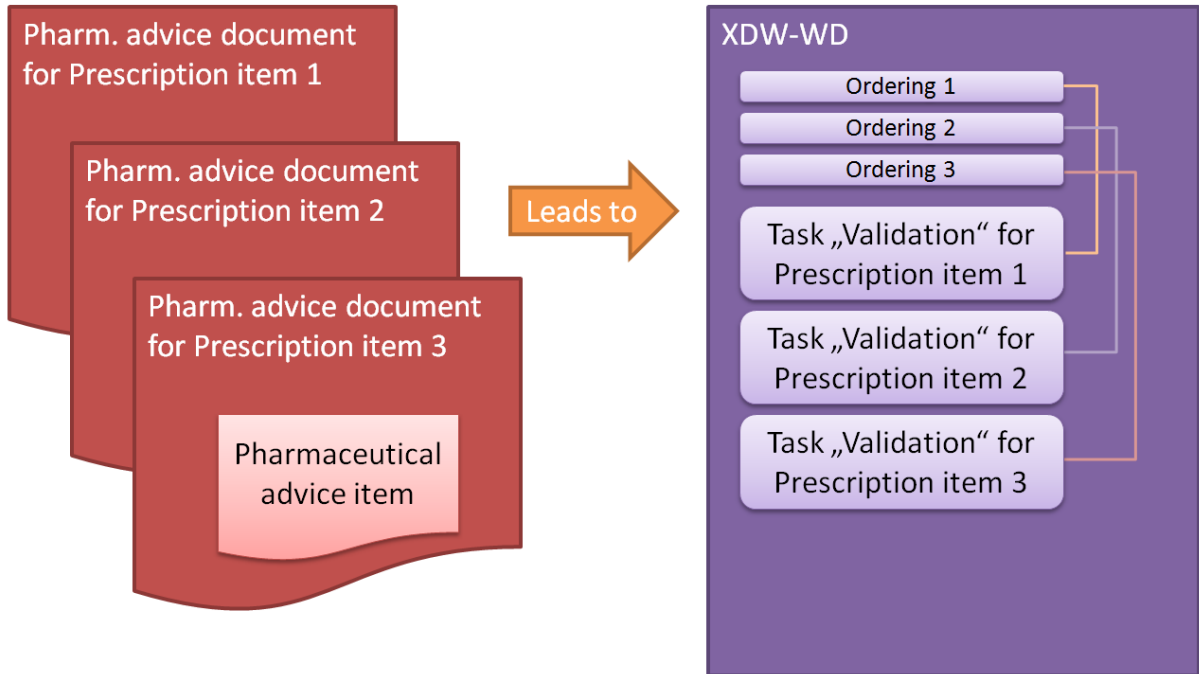 Pharm. advice document
for Prescription item 1
Pharm. advice document
for Prescription item 2
Pharm. advice document
for Prescription item 3
Pharmaceutical
advice item
Leads to
XDW-WD
Ordering 1
Ordering 2
Ordering 3
Task „Validation“ for
Prescription item 1
Task „Validation“ for
Prescription item 2
Task „Validation“ for
Prescription item 3